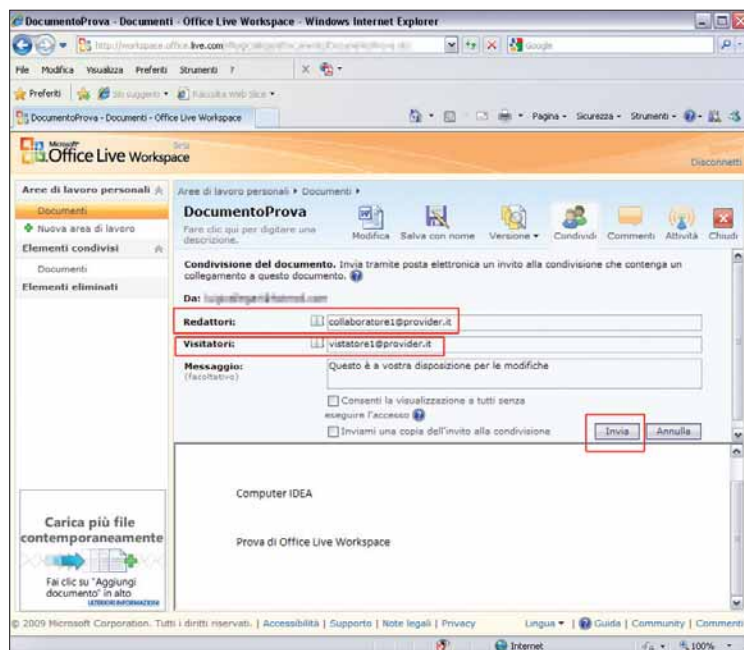 DocumentoProva - Documenti - Office Live Workspace - Windows Internet Explorer
Google
File Modifica Visualizza Preferiti Strumenti ?
Preferiti Siti suggeriti Raccolta Web Slice
DocumentoProva - Documenti - Office Live Workspace
Pagina Sicurezza Strumenti
Microsoft Beta
Office Live Workspace
Disconnetti
Aree di lavoro personali
Documenti
Nuova area di lavoro
Elementi condivisi
Documenti
Elementi eliminati
Aree di lavoro personali Documenti
DocumentoProva
Fare clic qui per digitare una
descrizione.
Modifica Salva con nome Versione Condividi Commenti Attività Chiudi
Condivisione del documento. Invia tramite posta elettronica un invito alla condivisione che contenga un
collegamento a questo documento.
Da:
Redattori: collaboratore1@provider.it
Visitatori: vistatore1@provider.it
Messaggio: Questo è a vostra disposizione per le modifiche
(facoltativo)
Consenti la visualizzazione a tutti senza
eseguire l'accesso
Inviami una copia dell'invito alla condivisione
Invia Annulla
Computer IDEA
Prova di Office Live Workspace
Carica più file
contemporaneamente
Fai clic su "Aggiungi
documento" in alto
ULTERIORI INFORMAZIONI
© 2009 Microsoft Corporation. Tutti i diritti riservati. | Accessibilità | Supporto | Note legali | Privacy Lingua | Guida | Community | Commenti
Internet 100%